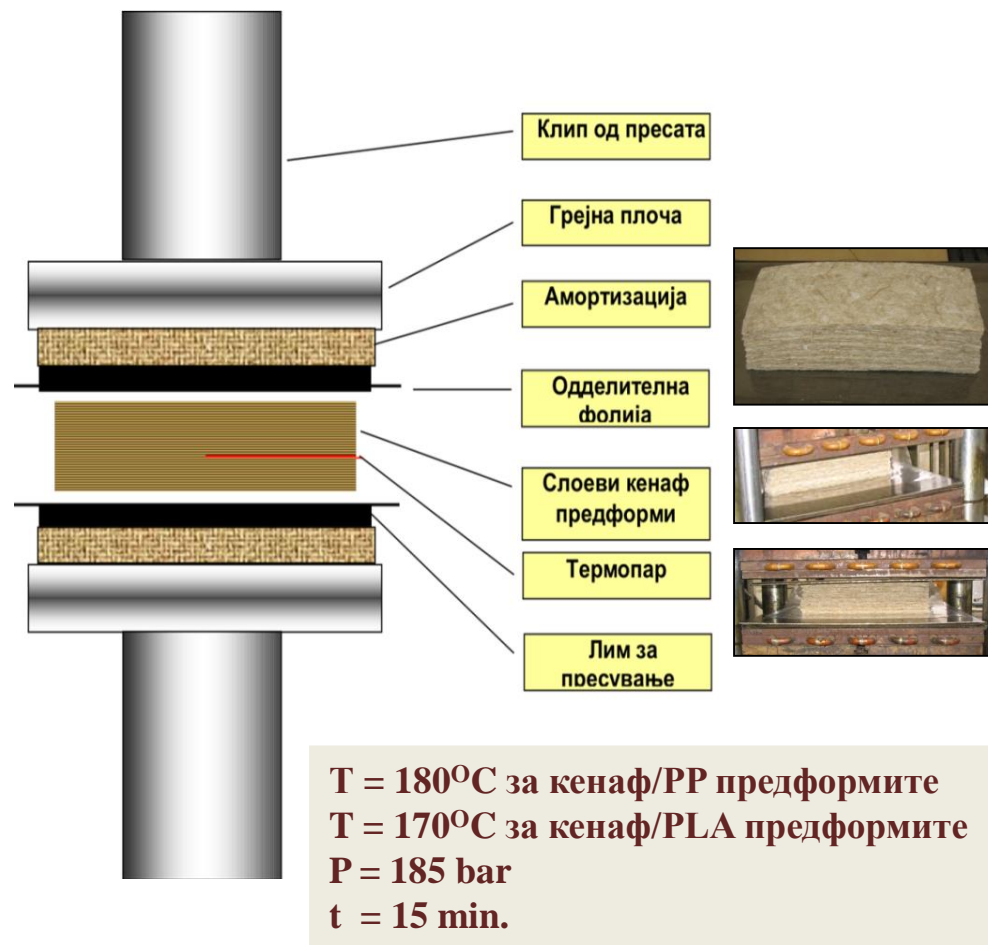 Клип од пресата
Грејна плоча
Амортизација
Одделителна
фолија
Слоеви кенаф
предформи
Термопар
Лим за
пресување
T = 180ᴼC за кенаф/PP предформите
T = 170ᴼC за кенаф/PLA предформите
P = 185 bar
t = 15 min.